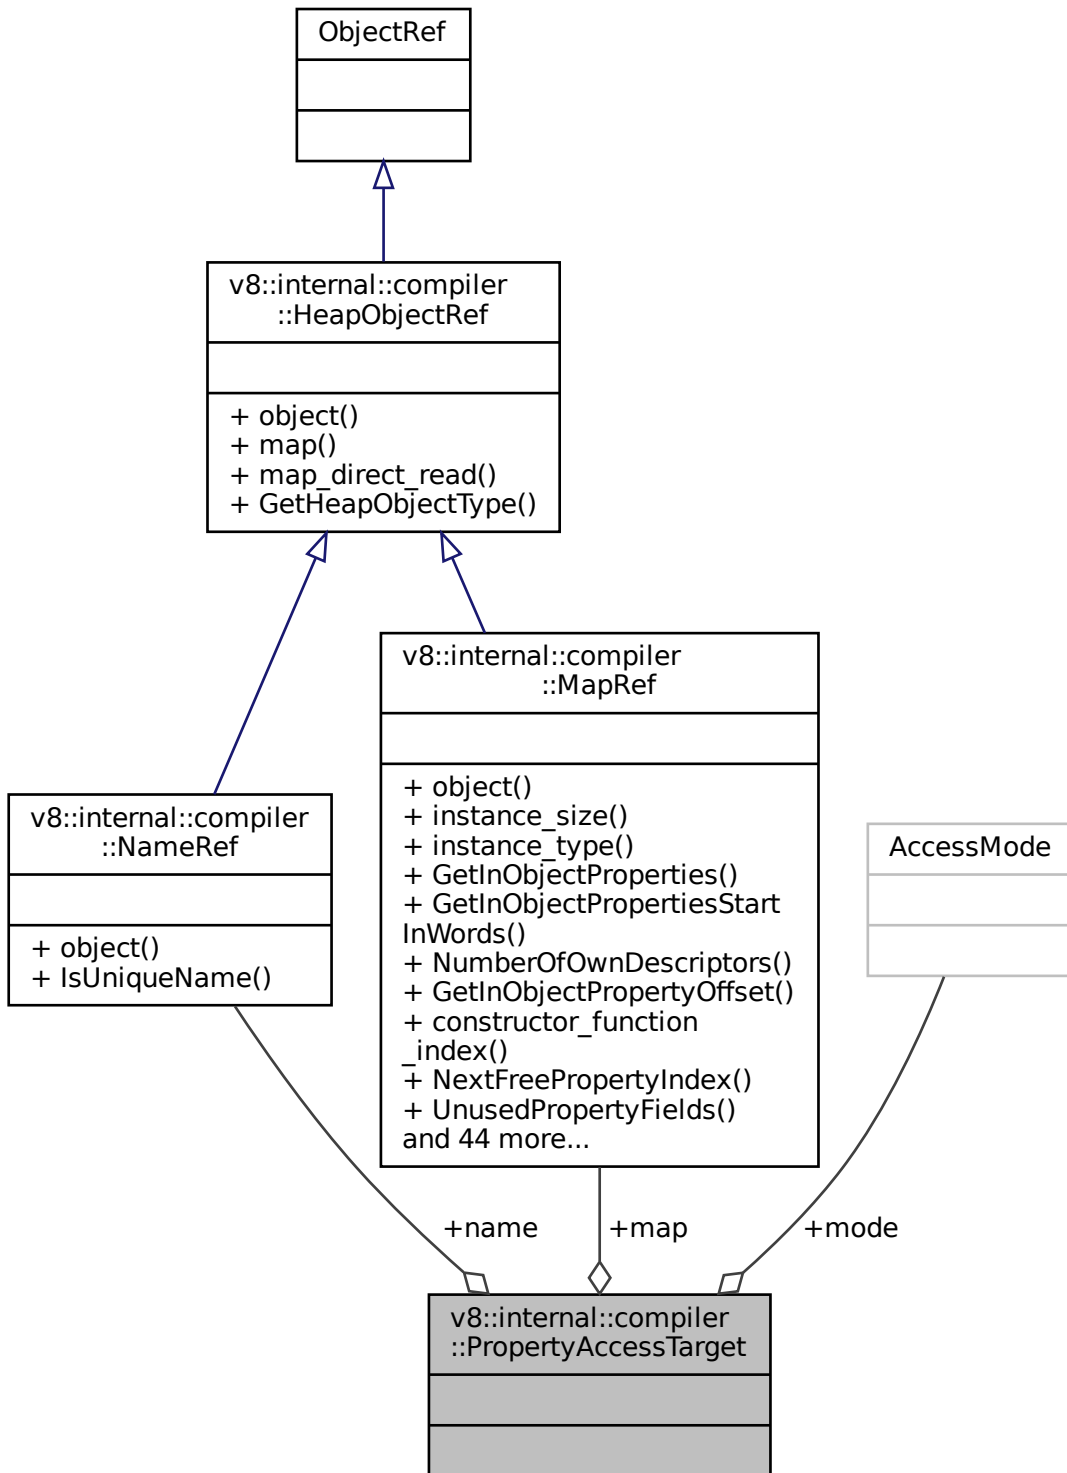 ObjectRef
v8::internal::compiler
::HeapObjectRef
+ object()
+ map()
+ map_direct_read()
+ GetHeapObjectType()
v8::internal::compiler
::MapRef
+ object()
+ instance_size()
+ instance_type()
+ GetInObjectProperties()
+ GetInObjectPropertiesStart
InWords()
+ NumberOfOwnDescriptors()
+ GetInObjectPropertyOffset()
+ constructor_function
_index()
+ NextFreePropertyIndex()
+ UnusedPropertyFields()
and 44 more...
v8::internal::compiler
::NameRef
+ object()
+ IsUniqueName()
AccessMode
+name
+map
+mode
v8::internal::compiler
::PropertyAccessTarget